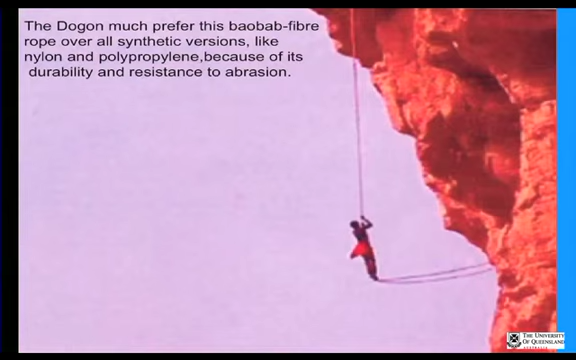 The Dogon much prefer this baobab-fibre
rope over all synthetic versions, like
nylon and polypropylene,because of its
durability and resistance to abrasion.
THE UNIVERSITY
OF QUEENSLAND
AUSTRALIA